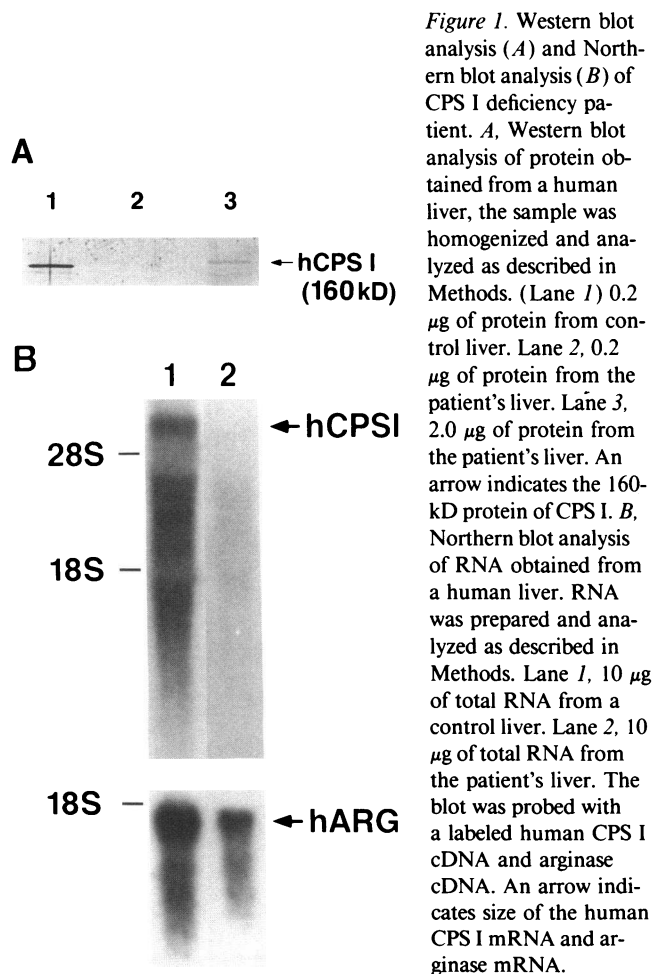 Figure 1. Western blot
analysis (A) and North-
ern blot analysis (B) of
CPS I deficiency pa-
tient. A, Western blot
analysis of protein ob-
tained from a human
liver, the sample was
homogenized and ana-
lyzed as described in
Methods. (Lane 1) 0.2
μg of protein from con-
trol liver. Lane 2, 0.2
μg of protein from the
patient's liver. Lane 3,
2.0 μg of protein from
the patient's liver. An
arrow indicates the 160-
kD protein of CPS I. B,
Northern blot analysis
of RNA obtained from
a human liver. RNA
was prepared and ana-
lyzed as described in
Methods. Lane 1, 10 μg
of total RNA from a
control liver. Lane 2, 10
μg of total RNA from
the patient's liver. The
blot was probed with
a labeled human CPS I
cDNA and arginase
cDNA. An arrow indi-
cates size of the human
CPS I mRNA and ar-
ginase mRNA.
A
1 2 3
hCPS I
(160kD)
B
1 2
hCPSI
28S
18S
18S
hARG